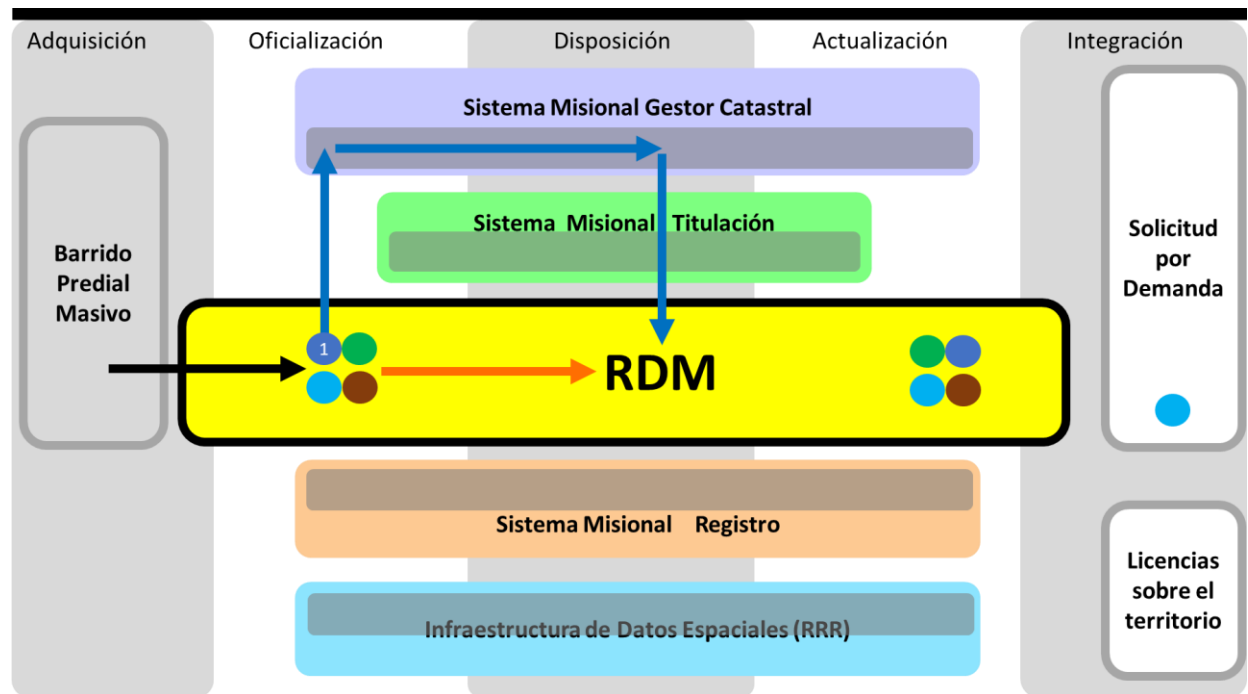 Adquisición
Oficialización
Disposición
Actualización
Integración
Sistema Misional Gestor Catastral
Sistema Misional Titulación
Barrido
Predial
Masivo
Solicitud
por
Demanda
1
RDM
Sistema Misional Registro
Infraestructura de Datos Espaciales (RRR)
Licencias
sobre el
territorio